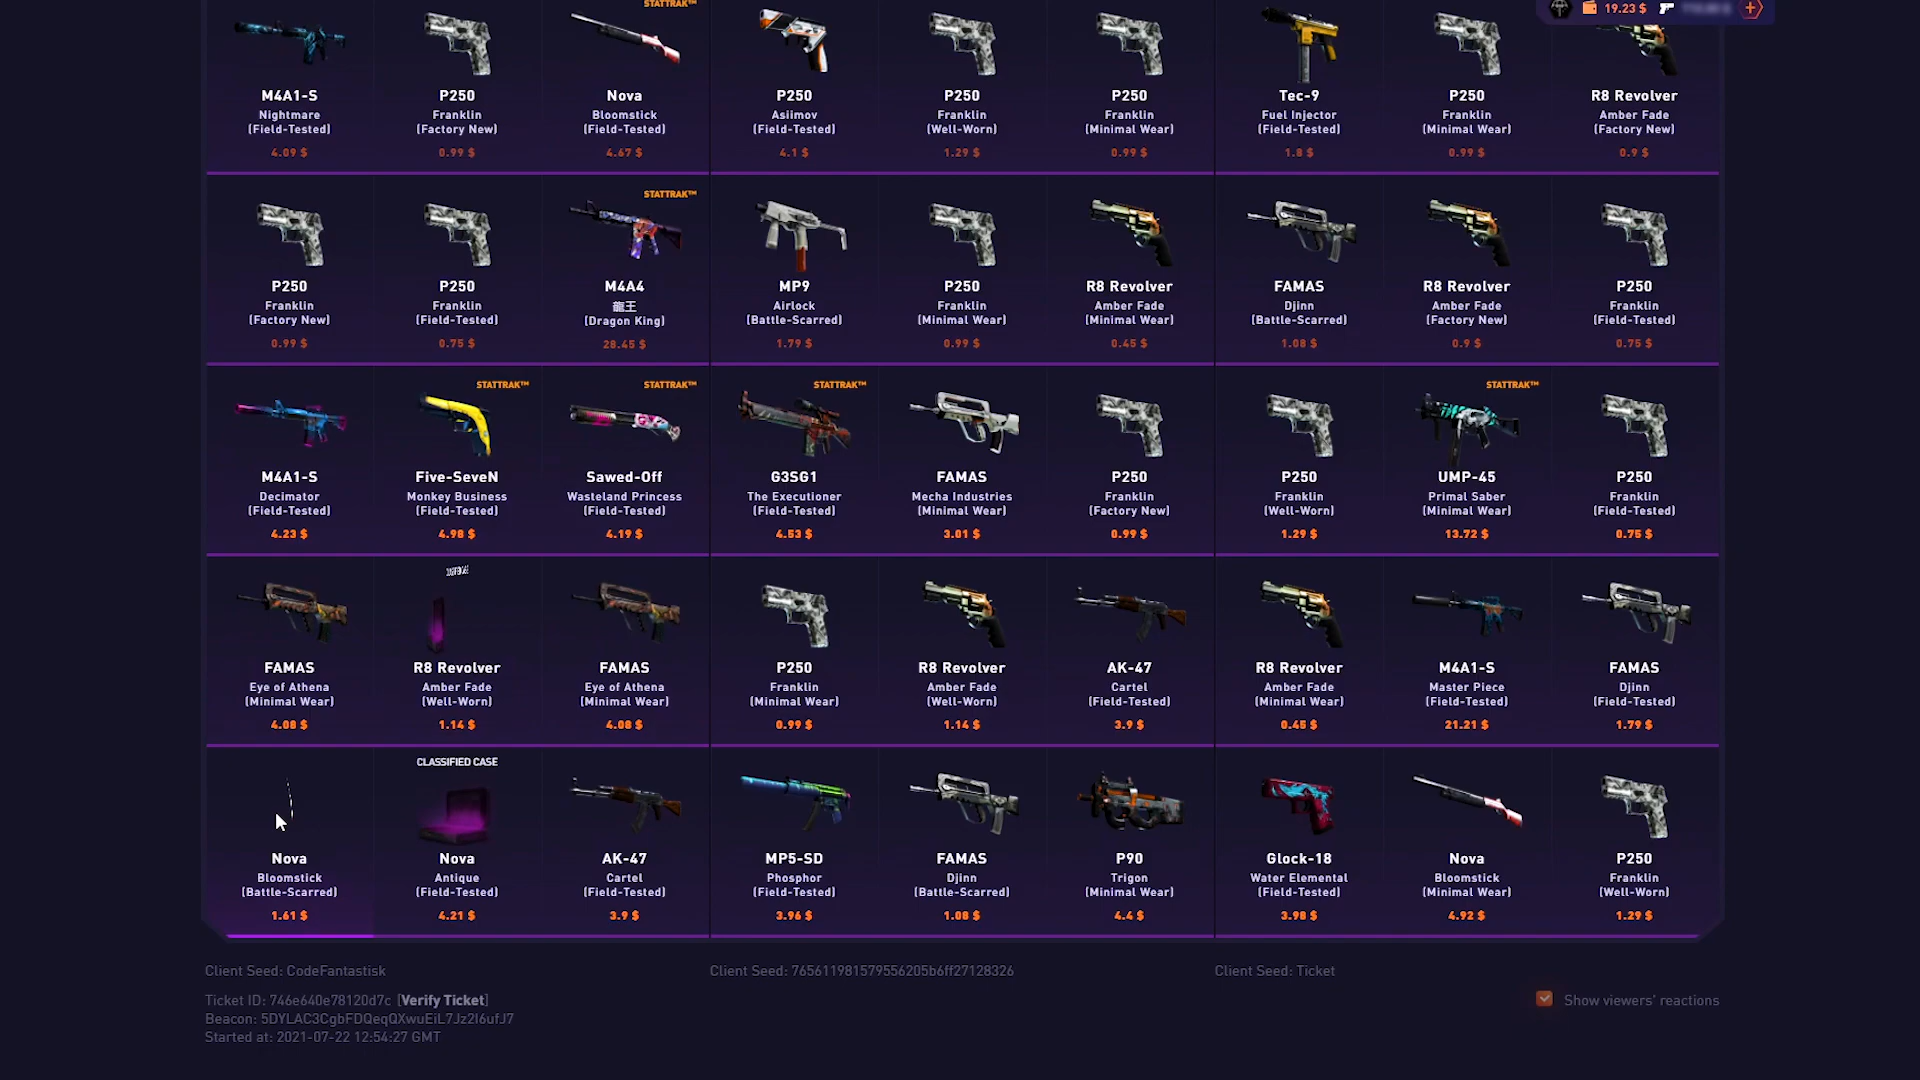 STATTRAK™
19.23 $
M4A1-S P250 Nova P250 P250 P250 Tec-9 P250 R8 Revolver
Nightmare Franklin Bloomstick Asiimov Franklin Franklin Fuel Injector Franklin Amber Fade
(Field-Tested) (Factory New) (Field-Tested) (Field-Tested) (Well-Worn) (Minimal Wear) (Field-Tested) (Minimal Wear) (Factory New)
4.09 $ 0.99 $ 4.67 $ 4.1 $ 1.29 $ 0.99 $ 1.8 $ 0.99 $ 0.9 $
STATTRAK™
P250 P250 M4A4 MP9 P250 R8 Revolver FAMAS R8 Revolver P250
Franklin Franklin 龍王 Airlock Franklin Amber Fade Djinn Amber Fade Franklin
(Factory New) (Field-Tested) (Dragon King) (Battle-Scarred) (Minimal Wear) (Minimal Wear) (Battle-Scarred) (Factory New) (Field-Tested)
0.99 $ 0.75 $ 28.45 $ 1.79 $ 0.99 $ 0.45 $ 1.08 $ 0.9 $ 0.75 $
STATTRAK™ STATTRAK™ STATTRAK™ STATTRAK™
M4A1-S Five-SeveN Sawed-Off G3SG1 FAMAS P250 P250 UMP-45 P250
Decimator Monkey Business Wasteland Princess The Executioner Mecha Industries Franklin Franklin Primal Saber Franklin
(Field-Tested) (Field-Tested) (Field-Tested) (Field-Tested) (Minimal Wear) (Factory New) (Well-Worn) (Minimal Wear) (Field-Tested)
4.23 $ 4.98 $ 4.19 $ 4.53 $ 3.01 $ 0.99 $ 1.29 $ 13.72 $ 0.75 $
FAMAS R8 Revolver FAMAS P250 R8 Revolver AK-47 R8 Revolver M4A1-S FAMAS
Eye of Athena Amber Fade Eye of Athena Franklin Amber Fade Cartel Amber Fade Master Piece Djinn
(Minimal Wear) (Well-Worn) (Minimal Wear) (Minimal Wear) (Well-Worn) (Field-Tested) (Minimal Wear) (Field-Tested) (Field-Tested)
4.08 $ 1.14 $ 4.08 $ 0.99 $ 1.14 $ 3.9 $ 0.45 $ 21.21 $ 1.79 $
CLASSIFIED CASE
Nova Nova AK-47 MP5-SD FAMAS P90 Glock-18 Nova P250
Bloomstick Antique Cartel Phosphor Djinn Trigon Water Elemental Bloomstick Franklin
(Battle-Scarred) (Field-Tested) (Field-Tested) (Field-Tested) (Battle-Scarred) (Minimal Wear) (Field-Tested) (Minimal Wear) (Well-Worn)
1.61 $ 4.21 $ 3.9 $ 3.96 $ 1.08 $ 4.4 $ 3.98 $ 4.92 $ 1.29 $
Client Seed: CodeFantastisk Client Seed: 765611981579556205b6ff27128326 Client Seed: Ticket
Ticket ID: 746e640e78120d7c [Verify Ticket] Show viewers' reactions
Beacon: 5DYLAC3CgbFDQeqQXwuEiL7Jz2I6ufJ7
Started at: 2021-07-22 12:54:27 GMT